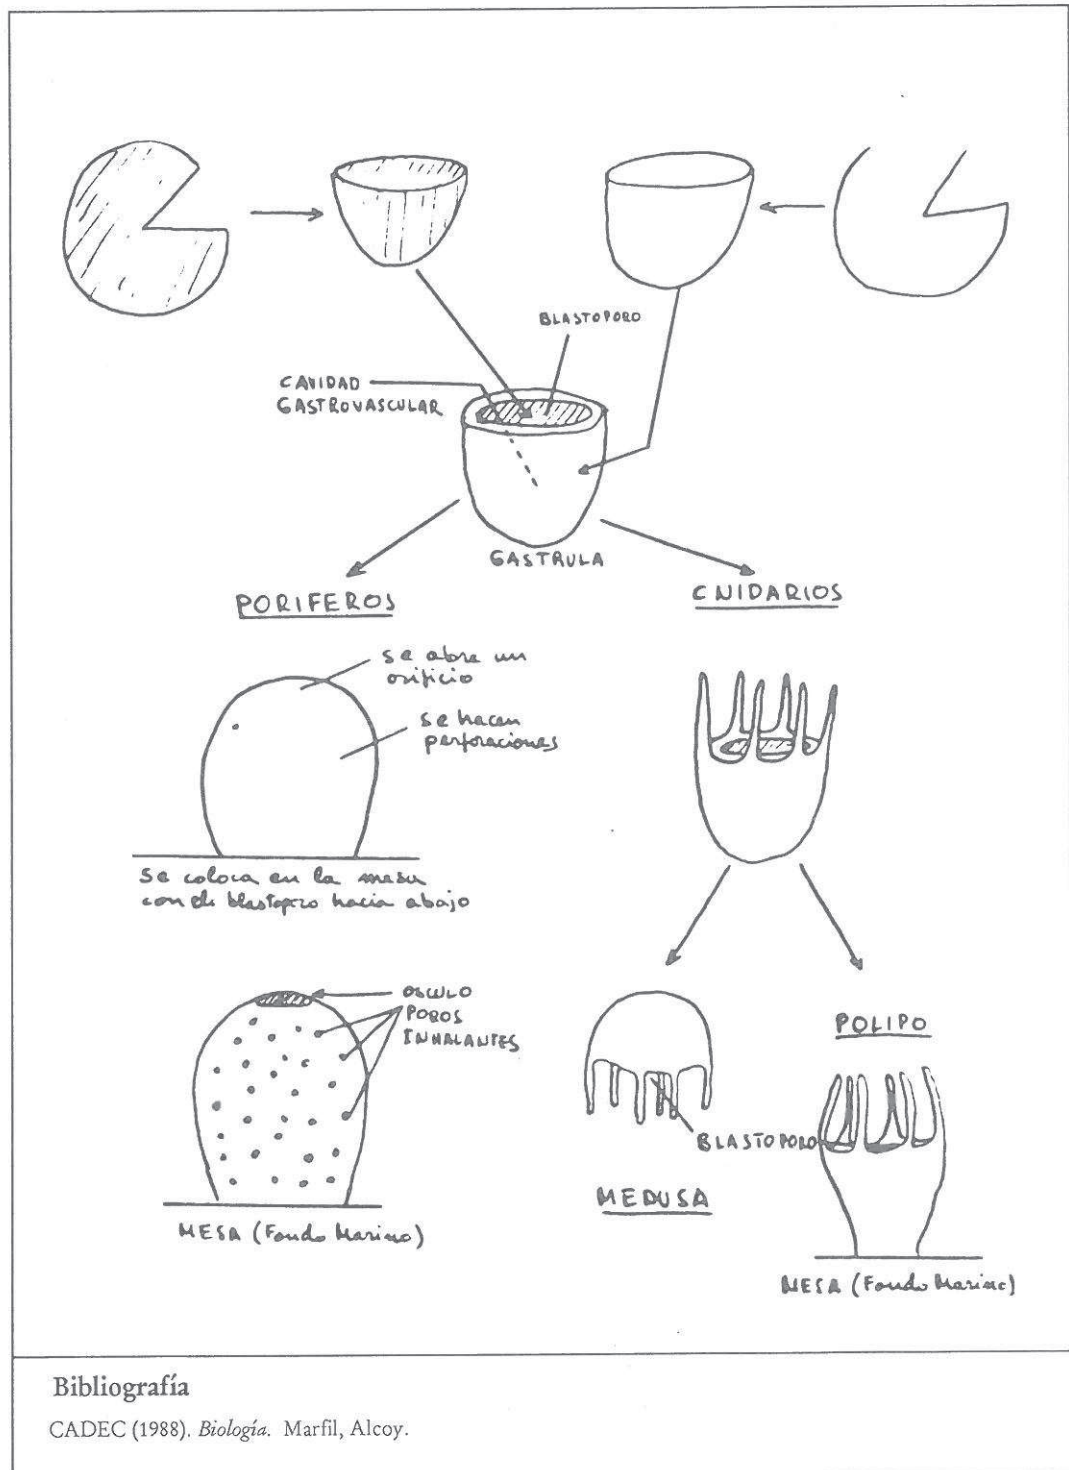 BLASTOPORO
CAVIDAD
GASTROVASCULAR
GASTRULA
PORIFEROS
CNIDARIOS
se abre un
orificio
se hacen
perforaciones
se coloca en la mesa
con el blastoporo hacia abajo
OSCULO
POROS
INHALANTES
MESA (Fondo Marino)
BLASTOPORO
MEDUSA
POLIPO
MESA (Fondo Marino)
Bibliografía
CADEC (1988). Biología. Marfil, Alcoy.